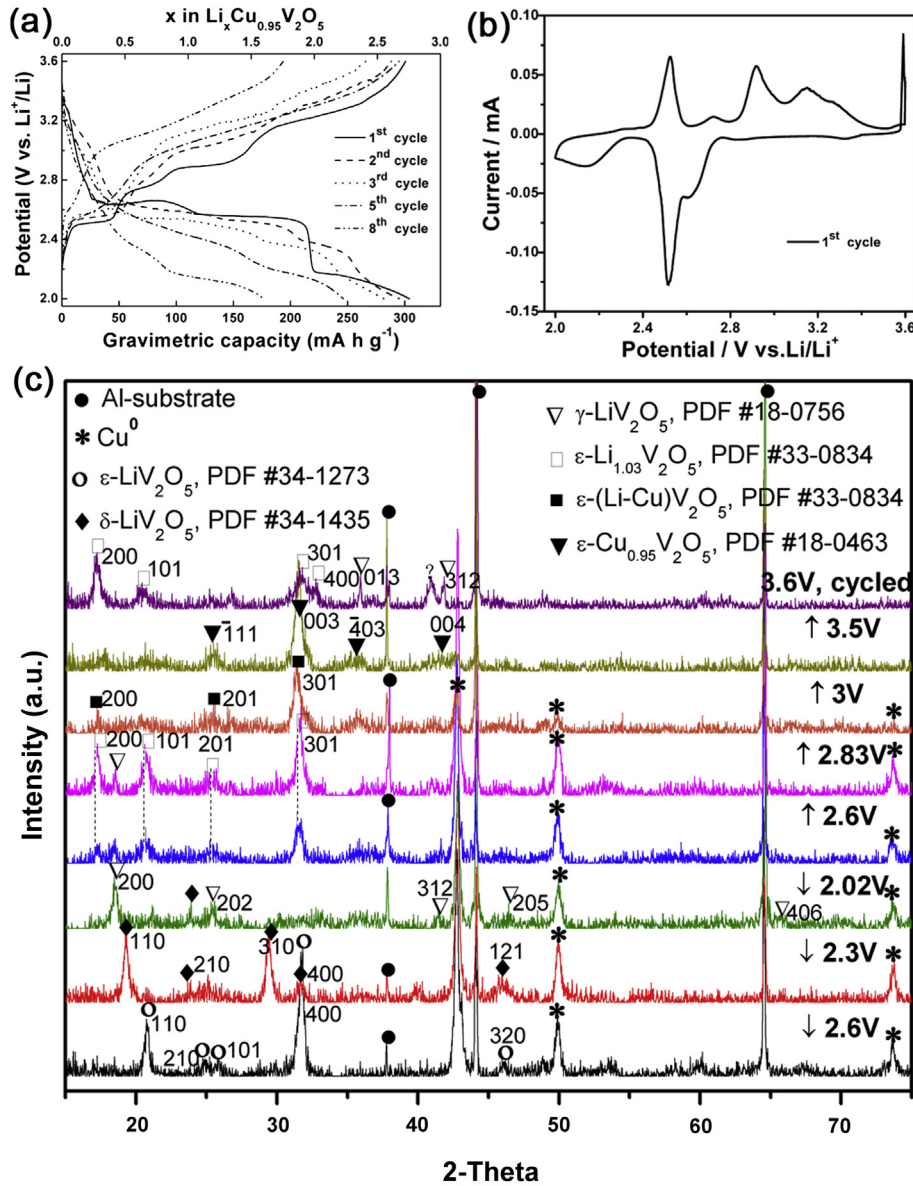 (a)
x in LiₓCu₀.₉₅V₂O₅
0.0 0.5 1.0 1.5 2.0 2.5 3.0
Potential (V vs. Li⁺/Li)
3.6
3.2
2.8
2.4
2.0
1ˢᵗ cycle
2ⁿᵈ cycle
3ʳᵈ cycle
5ᵗʰ cycle
8ᵗʰ cycle
0 50 100 150 200 250 300
Gravimetric capacity (mA h g⁻¹)
(b)
Current / mA
0.10
0.05
0.00
-0.05
-0.10
-0.15
1ˢᵗ cycle
2.0 2.4 2.8 3.2 3.6
Potential / V vs.Li/Li⁺
(c)
Intensity (a.u.)
Al-substrate
Cu⁰
ε-LiV₂O₅, PDF #34-1273
δ-LiV₂O₅, PDF #34-1435
γ-LiV₂O₅, PDF #18-0756
ε-Li₁.₀₃V₂O₅, PDF #33-0834
ε-(Li-Cu)V₂O₅, PDF #33-0834
ε-Cu₀.₉₅V₂O₅, PDF #18-0463
200 101 301 400 013 ? 312
3.6V, cycled
1̄11 003 4̄03 004
↑ 3.5V
200 201 301
↑ 3V
200 101 201 301
↑ 2.83V
↑ 2.6V
200 202 312 205 406
↓ 2.02V
110 210 310 400 121
↓ 2.3V
110 210 101 400 320
↓ 2.6V
20 30 40 50 60 70
2-Theta